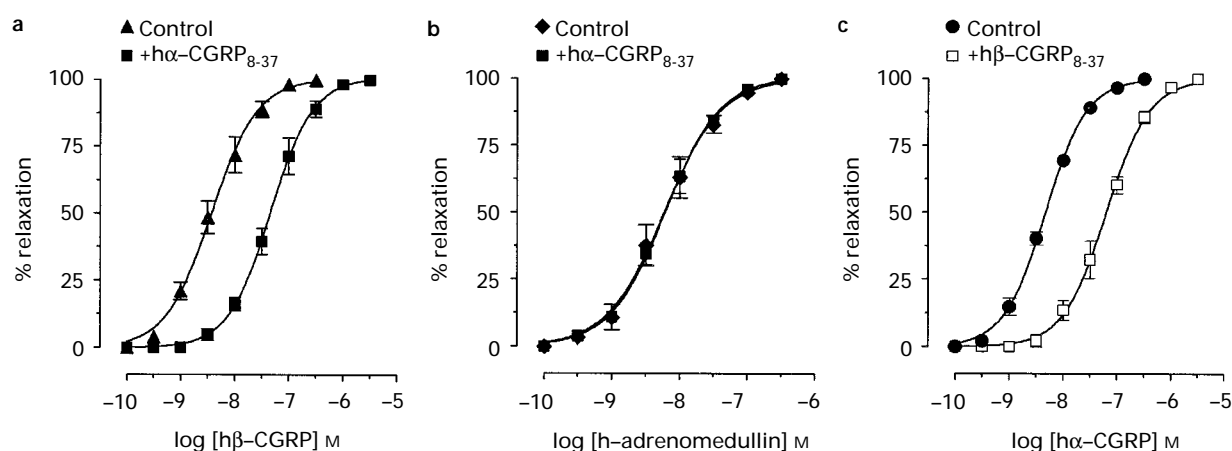 a
▲ Control
■ +hα–CGRP8-37
100
75
50
25
0
% relaxation
–10 –9 –8 –7 –6 –5
log [hβ–CGRP] M
b
◆ Control
■ +hα–CGRP8-37
100
75
50
25
0
% relaxation
–10 –9 –8 –7 –6
log [h–adrenomedullin] M
c
● Control
□ +hβ–CGRP8-37
100
75
50
25
0
% relaxation
–10 –9 –8 –7 –6 –5
log [hα–CGRP] M